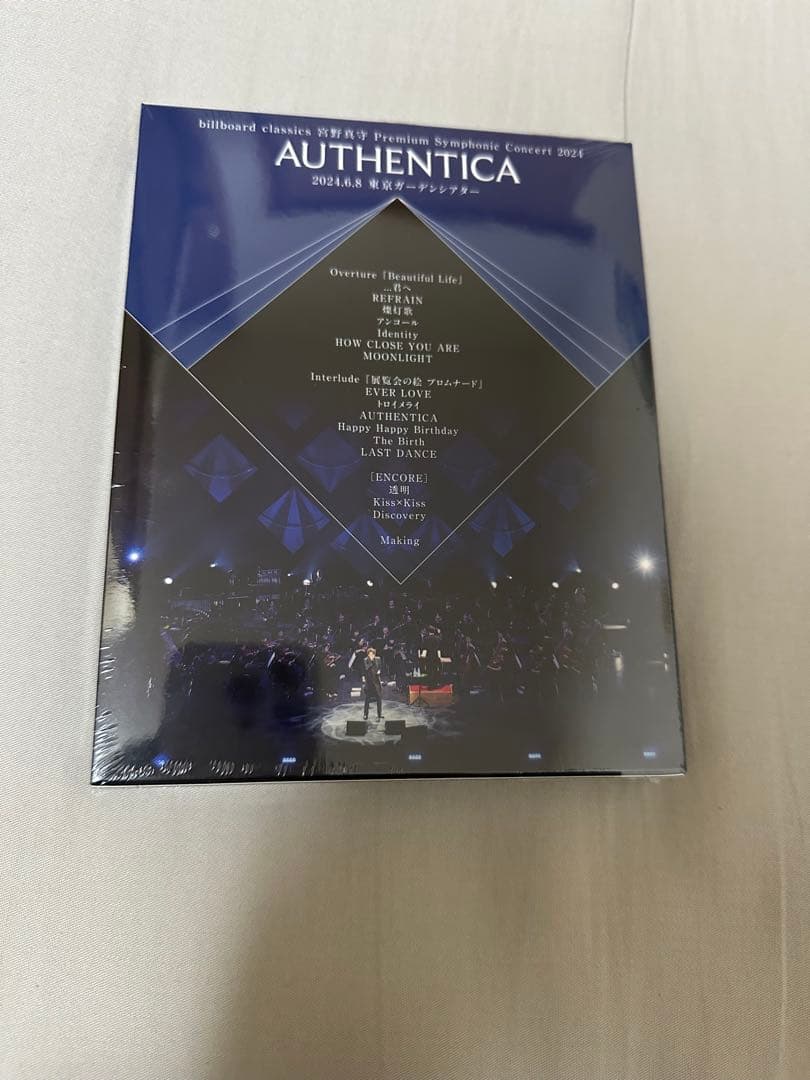 billboard classics 宮野真守 Premium Symphonic Concert 2024
AUTHENTICA
2024.6.8 東京ガーデンシアター
Overture「Beautiful Life」
…君へ
REFRAIN
燦灯歌
アンコール
Identity
HOW CLOSE YOU ARE
MOONLIGHT
Interlude「展覧会の絵 プロムナード」
EVER LOVE
トロイメライ
AUTHENTICA
Happy Happy Birthday
The Birth
LAST DANCE
［ENCORE］
透明
Kiss×Kiss
Discovery
Making